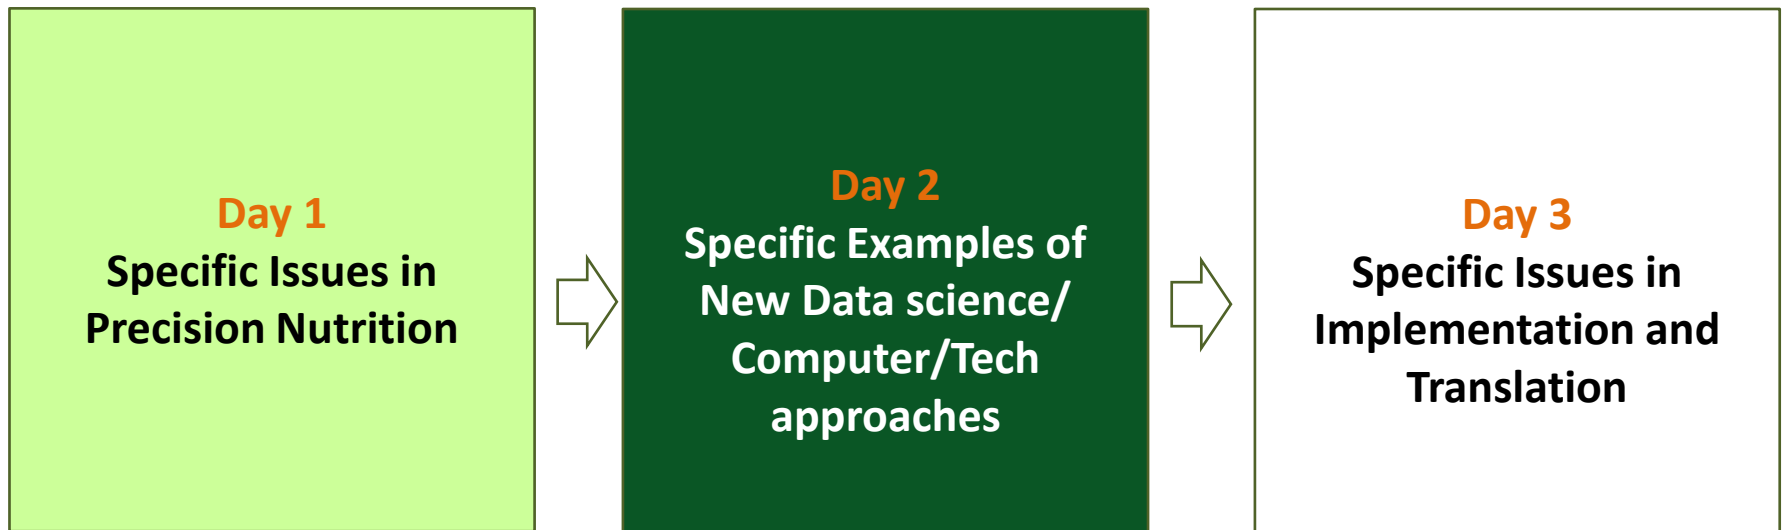 Day 1
Specific Issues in
Precision Nutrition
Day 2
Specific Examples of
New Data science/
Computer/Tech
approaches
Day 3
Specific Issues in
Implementation and
Translation